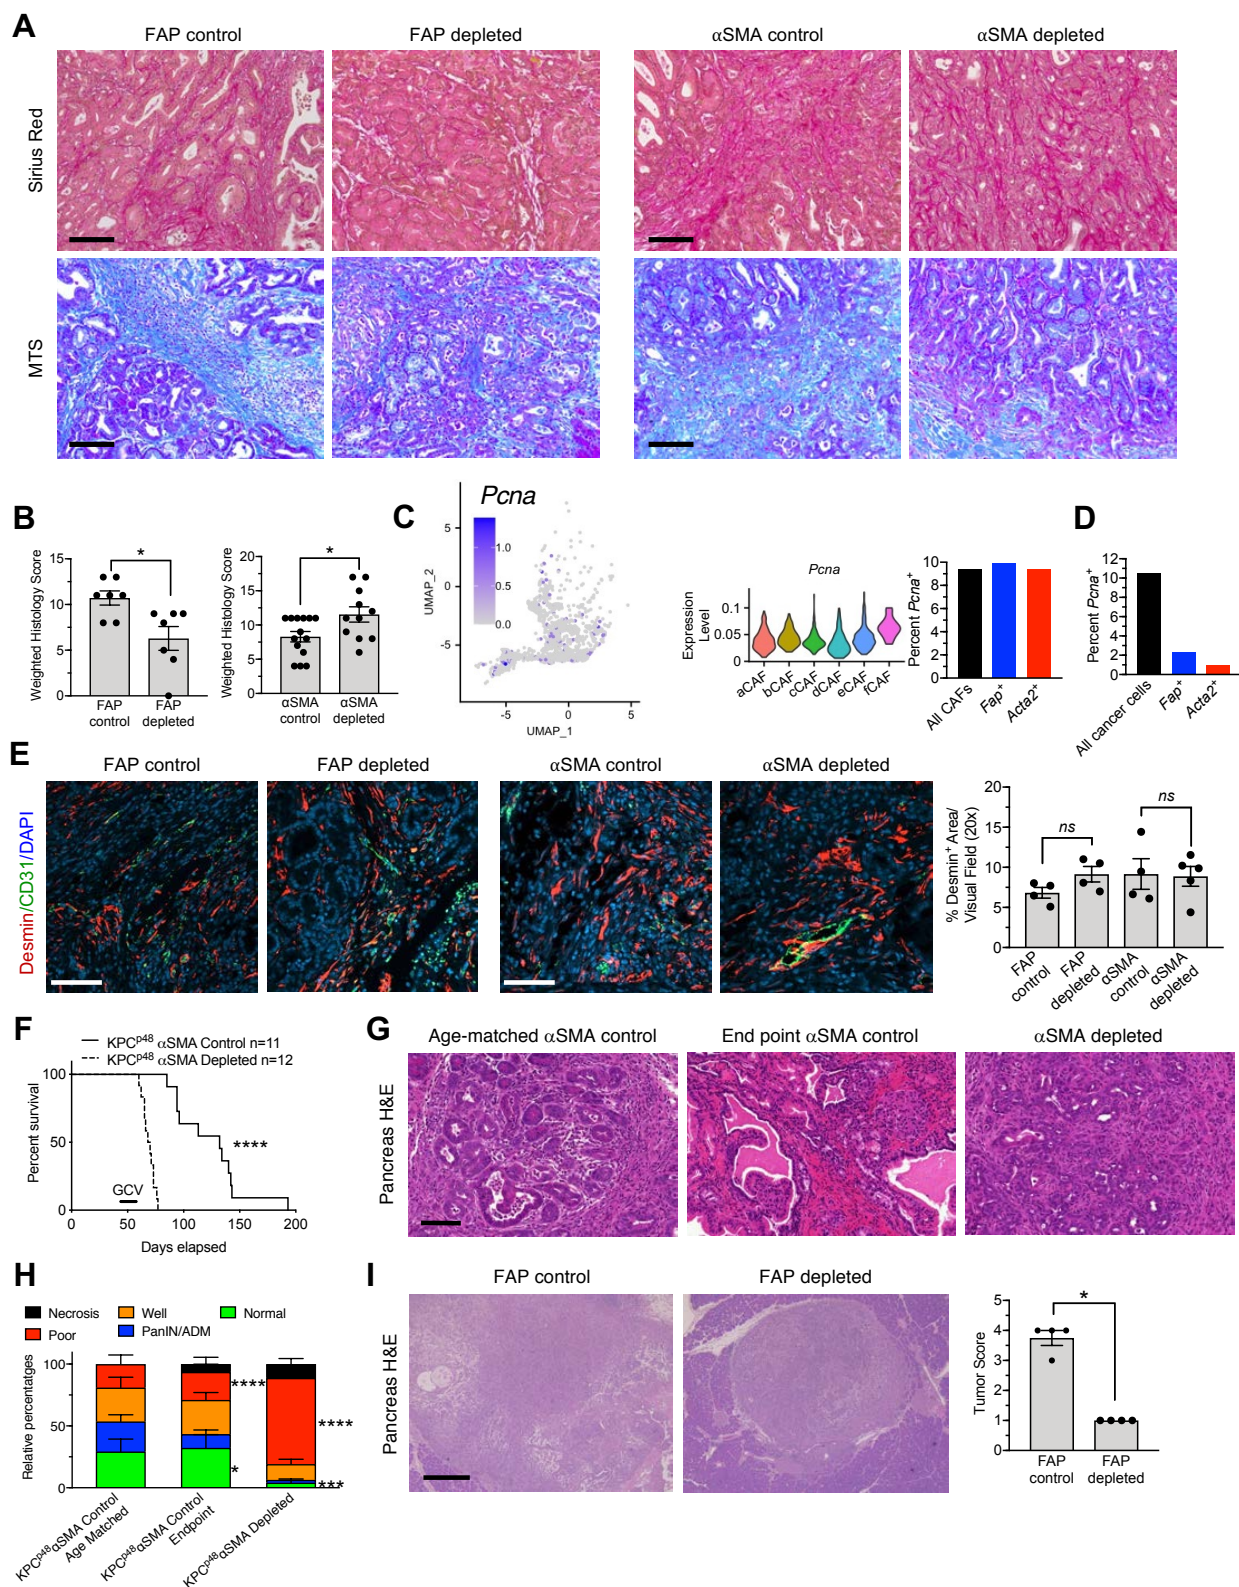 A
FAP control
FAP depleted
αSMA control
αSMA depleted
Sirius Red
MTS
B
Weighted Histology Score
15
10
5
0
*
FAP control
FAP depleted
Weighted Histology Score
20
15
10
5
0
*
αSMA control
αSMA depleted
C
Pcna
1.0
0.5
0.0
UMAP_2
5
0
-5
-5
0
5
UMAP_1
Pcna
Expression Level
0.1
0.05
0
aCAF
bCAF
cCAF
dCAF
eCAF
fCAF
Percent Pcna+
10
8
6
4
2
0
All CAFs
Fap+
Acta2+
D
Percent Pcna+
12
10
8
6
4
2
0
All cancer cells
Fap+
Acta2+
E
FAP control
FAP depleted
αSMA control
αSMA depleted
Desmin/CD31/DAPI
% Desmin+ Area/
Visual Field (20x)
20
15
10
5
0
ns
ns
FAP control
FAP depleted
αSMA control
αSMA depleted
F
KPCp48 αSMA Control n=11
KPCp48 αSMA Depleted n=12
Percent survival
100
50
0
****
GCV
0
50
100
150
200
Days elapsed
G
Age-matched αSMA control
End point αSMA control
αSMA depleted
Pancreas H&E
H
Necrosis
Well
Normal
Poor
PanIN/ADM
Relative percentatges
100
50
0
****
*
****
***
KPCp48αSMA Control
Age Matched
KPCp48αSMA Control
Endpoint
KPCp48αSMA Depleted
I
FAP control
FAP depleted
Pancreas H&E
Tumor Score
5
4
3
2
1
0
*
FAP control
FAP depleted